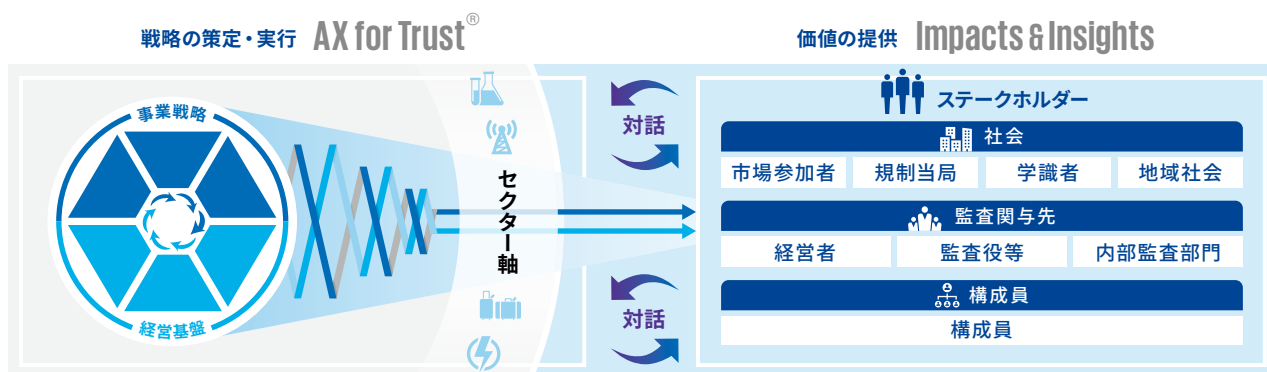 戦略の策定・実行 AX for Trust®
価値の提供 Impacts & Insights
事業戦略
経営基盤
セクター軸
対話
対話
ステークホルダー
社会
市場参加者 規制当局 学識者 地域社会
監査関与先
経営者 監査役等 内部監査部門
構成員
構成員